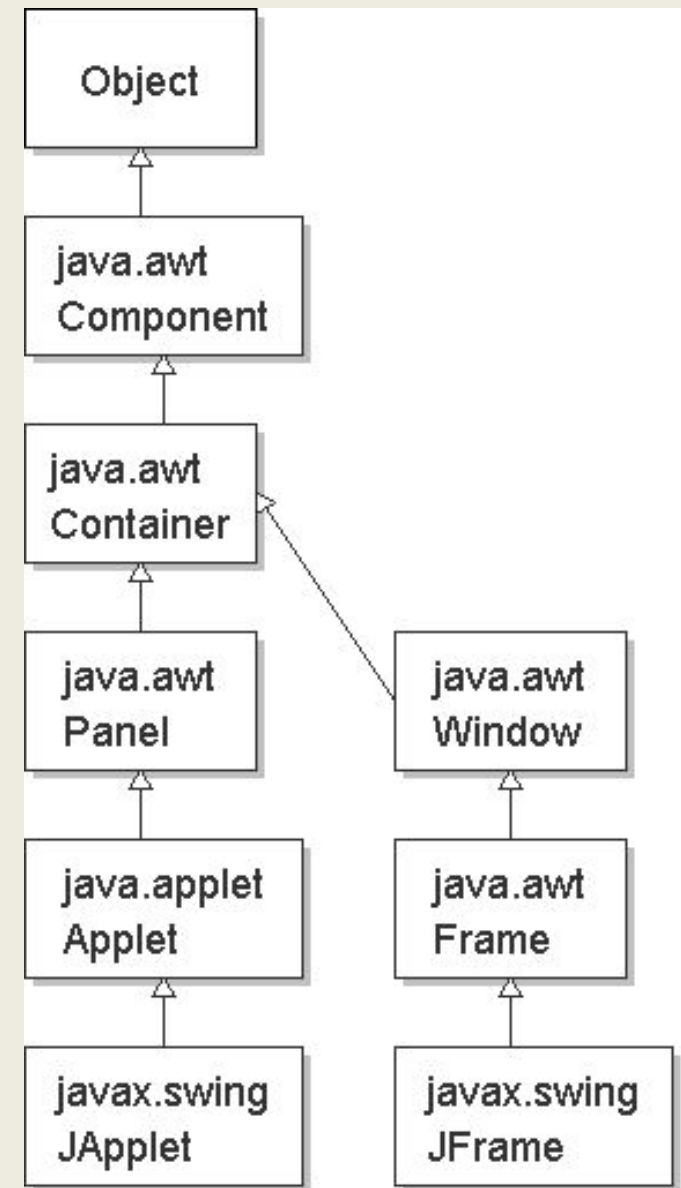 Object
java.awt
Component
java.awt
Container
java.awt
Panel
java.awt
Window
java.applet
Applet
java.awt
Frame
javax.swing
JApplet
javax.swing
JFrame